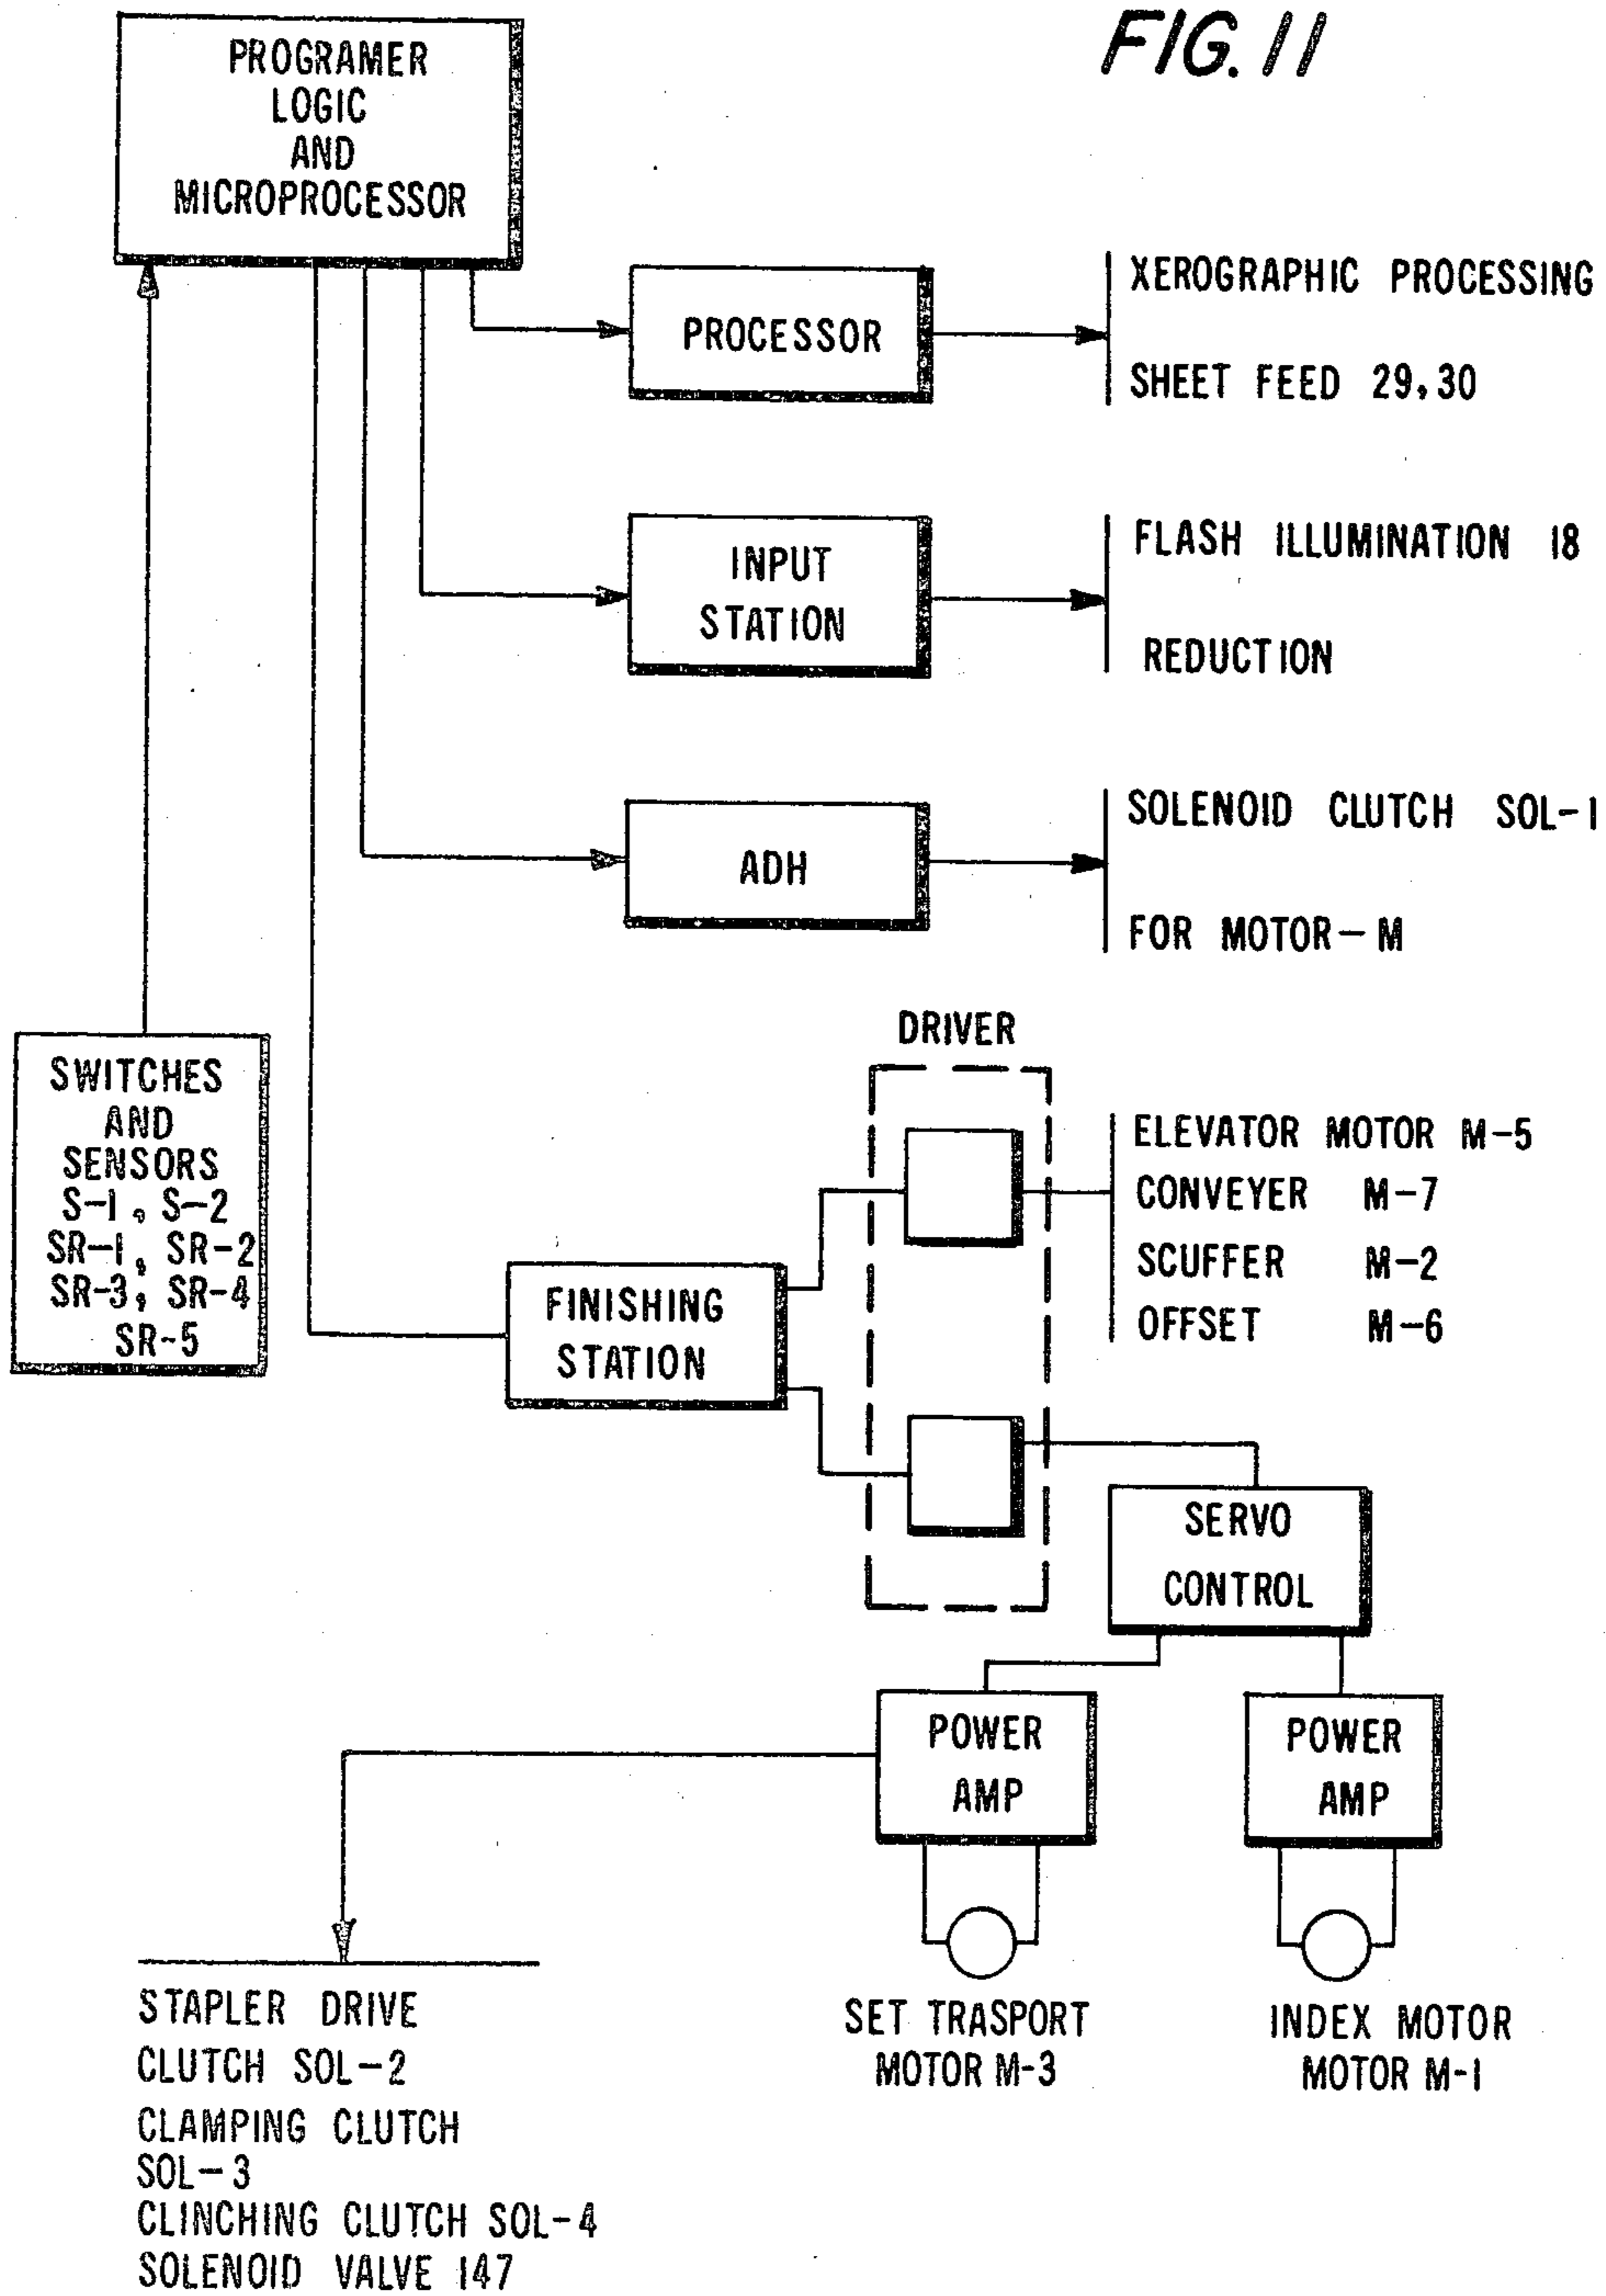 FIG. 11
PROGRAMER
LOGIC
AND
MICROPROCESSOR
PROCESSOR
XEROGRAPHIC PROCESSING
SHEET FEED 29,30
INPUT
STATION
FLASH ILLUMINATION 18
REDUCTION
ADH
SOLENOID CLUTCH SOL-1
FOR MOTOR-M
SWITCHES
AND
SENSORS
S-1, S-2
SR-1, SR-2
SR-3, SR-4
SR-5
DRIVER
ELEVATOR MOTOR M-5
CONVEYER M-7
SCUFFER M-2
OFFSET M-6
FINISHING
STATION
SERVO
CONTROL
POWER
AMP
POWER
AMP
SET TRASPORT
MOTOR M-3
INDEX MOTOR
MOTOR M-1
STAPLER DRIVE
CLUTCH SOL-2
CLAMPING CLUTCH
SOL-3
CLINCHING CLUTCH SOL-4
SOLENOID VALVE 147